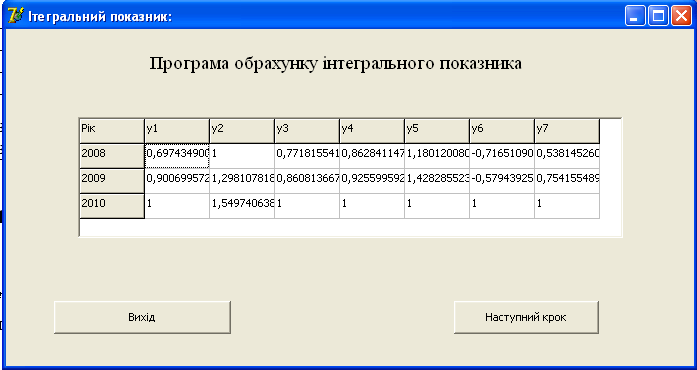 Ітегральний показник:
Програма обрахунку інтегрального показника
Рік y1 y2 y3 y4 y5 y6 y7
2008 0,697434900 1 0,771815541 0,862841147 1,180120080 -0,71651090 0,538145260
2009 0,900699572 1,298107818 0,860813667 0,925599592 1,428285523 -0,57943925 0,754155489
2010 1 1,549740638 1 1 1 1 1
Вихід Наступний крок